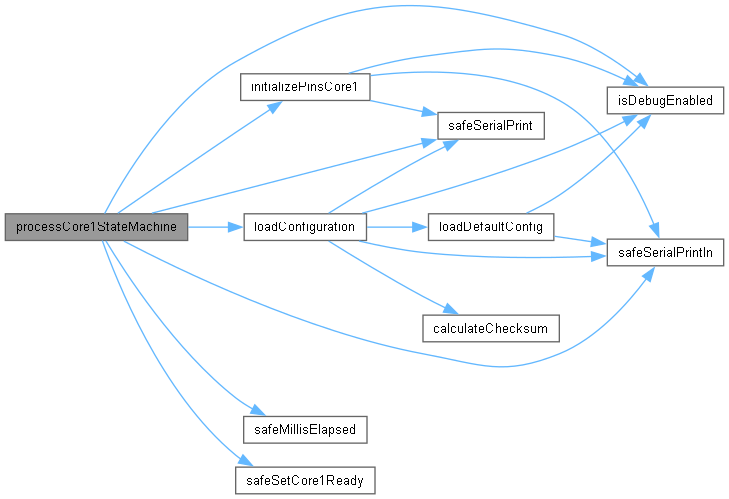 initializePinsCore1
isDebugEnabled
safeSerialPrint
processCore1StateMachine
loadConfiguration
loadDefaultConfig
safeSerialPrintln
calculateChecksum
safeMillisElapsed
safeSetCore1Ready